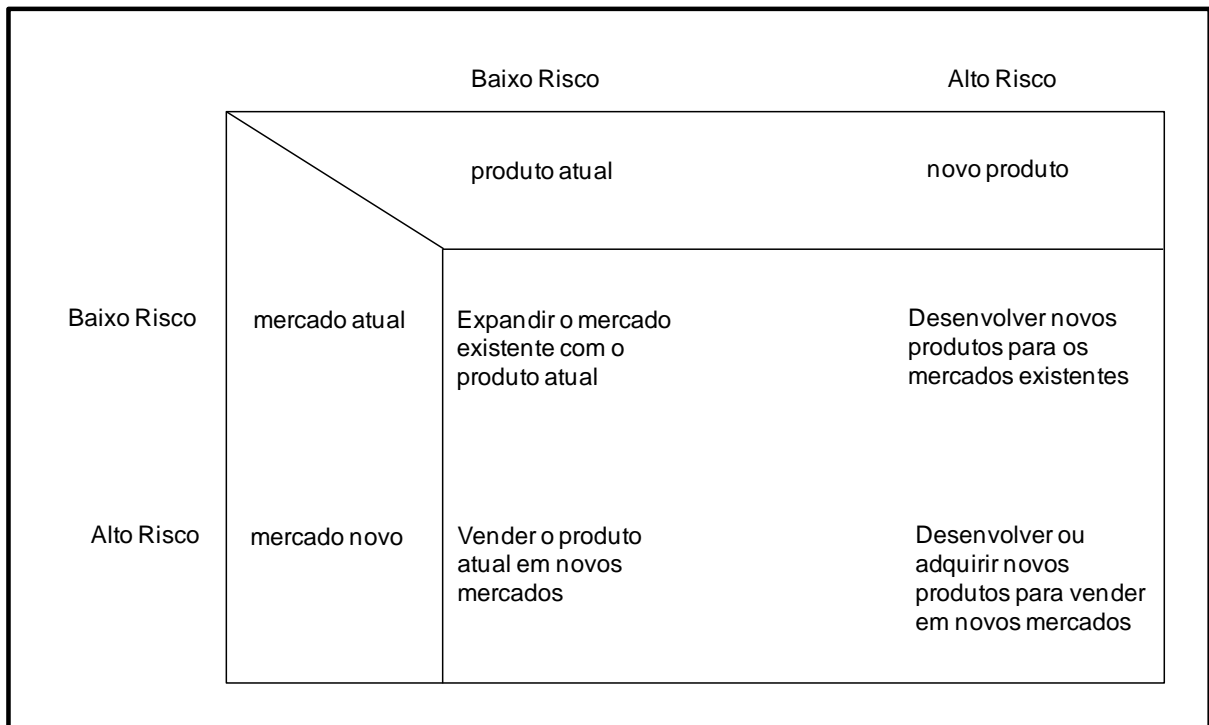 Baixo Risco
Alto Risco
produto atual
novo produto
Baixo Risco
mercado atual
Expandir o mercado
existente com o
produto atual
Desenvolver novos
produtos para os
mercados existentes
Alto Risco
mercado novo
Vender o produto
atual em novos
mercados
Desenvolver ou
adquirir novos
produtos para vender
em novos mercados